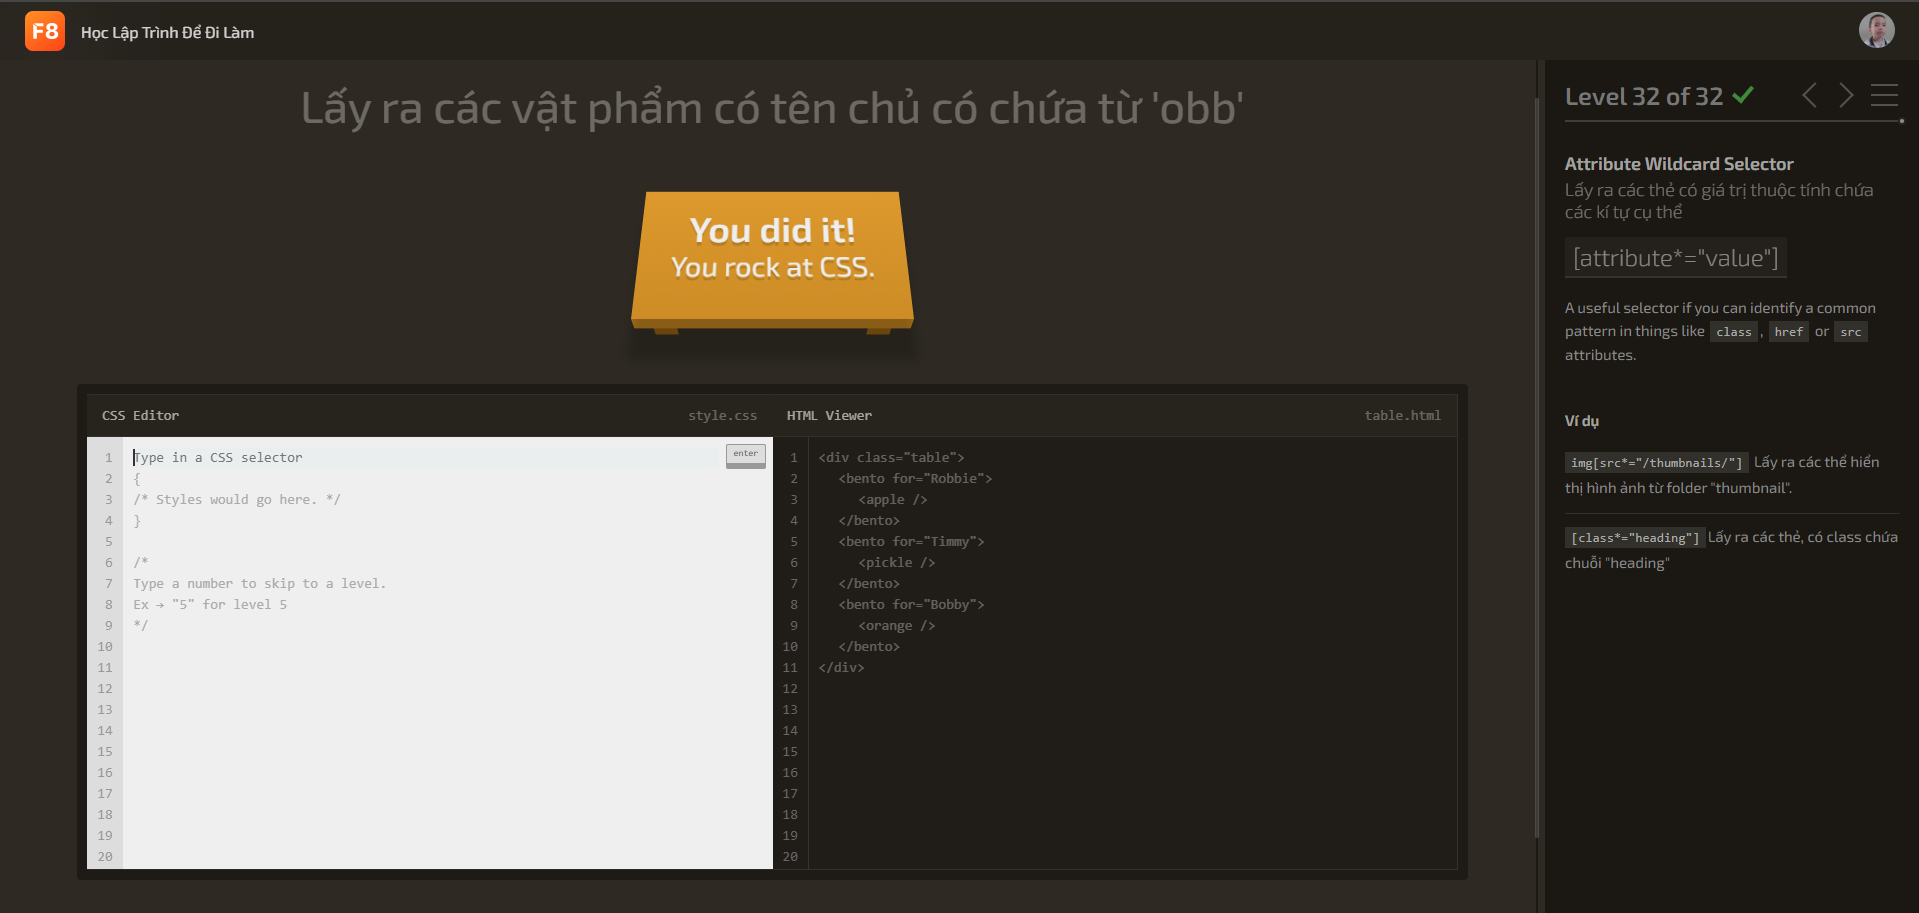 F8 Học Lập Trình Để Đi Làm
Lấy ra các vật phẩm có tên chủ có chứa từ 'obb'
You did it!
You rock at CSS.
CSS Editor style.css
1 Type in a CSS selector
enter
2 {
3 /* Styles would go here. */
4 }
5
6 /*
7 Type a number to skip to a level.
8 Ex → "5" for level 5
9 */
10
11
12
13
14
15
16
17
18
19
20
HTML Viewer table.html
1 <div class="table">
2 <bento for="Robbie">
3 <apple />
4 </bento>
5 <bento for="Timmy">
6 <pickle />
7 </bento>
8 <bento for="Bobby">
9 <orange />
10 </bento>
11 </div>
12
13
14
15
16
17
18
19
20
Level 32 of 32
Attribute Wildcard Selector
Lấy ra các thẻ có giá trị thuộc tính chứa
các kí tự cụ thể
[attribute*="value"]
A useful selector if you can identify a common
pattern in things like class , href or src
attributes.
Ví dụ
img[src*="/thumbnails/"] Lấy ra các thể hiển
thị hình ảnh từ folder "thumbnail".
[class*="heading"] Lấy ra các thẻ, có class chứa
chuỗi "heading"